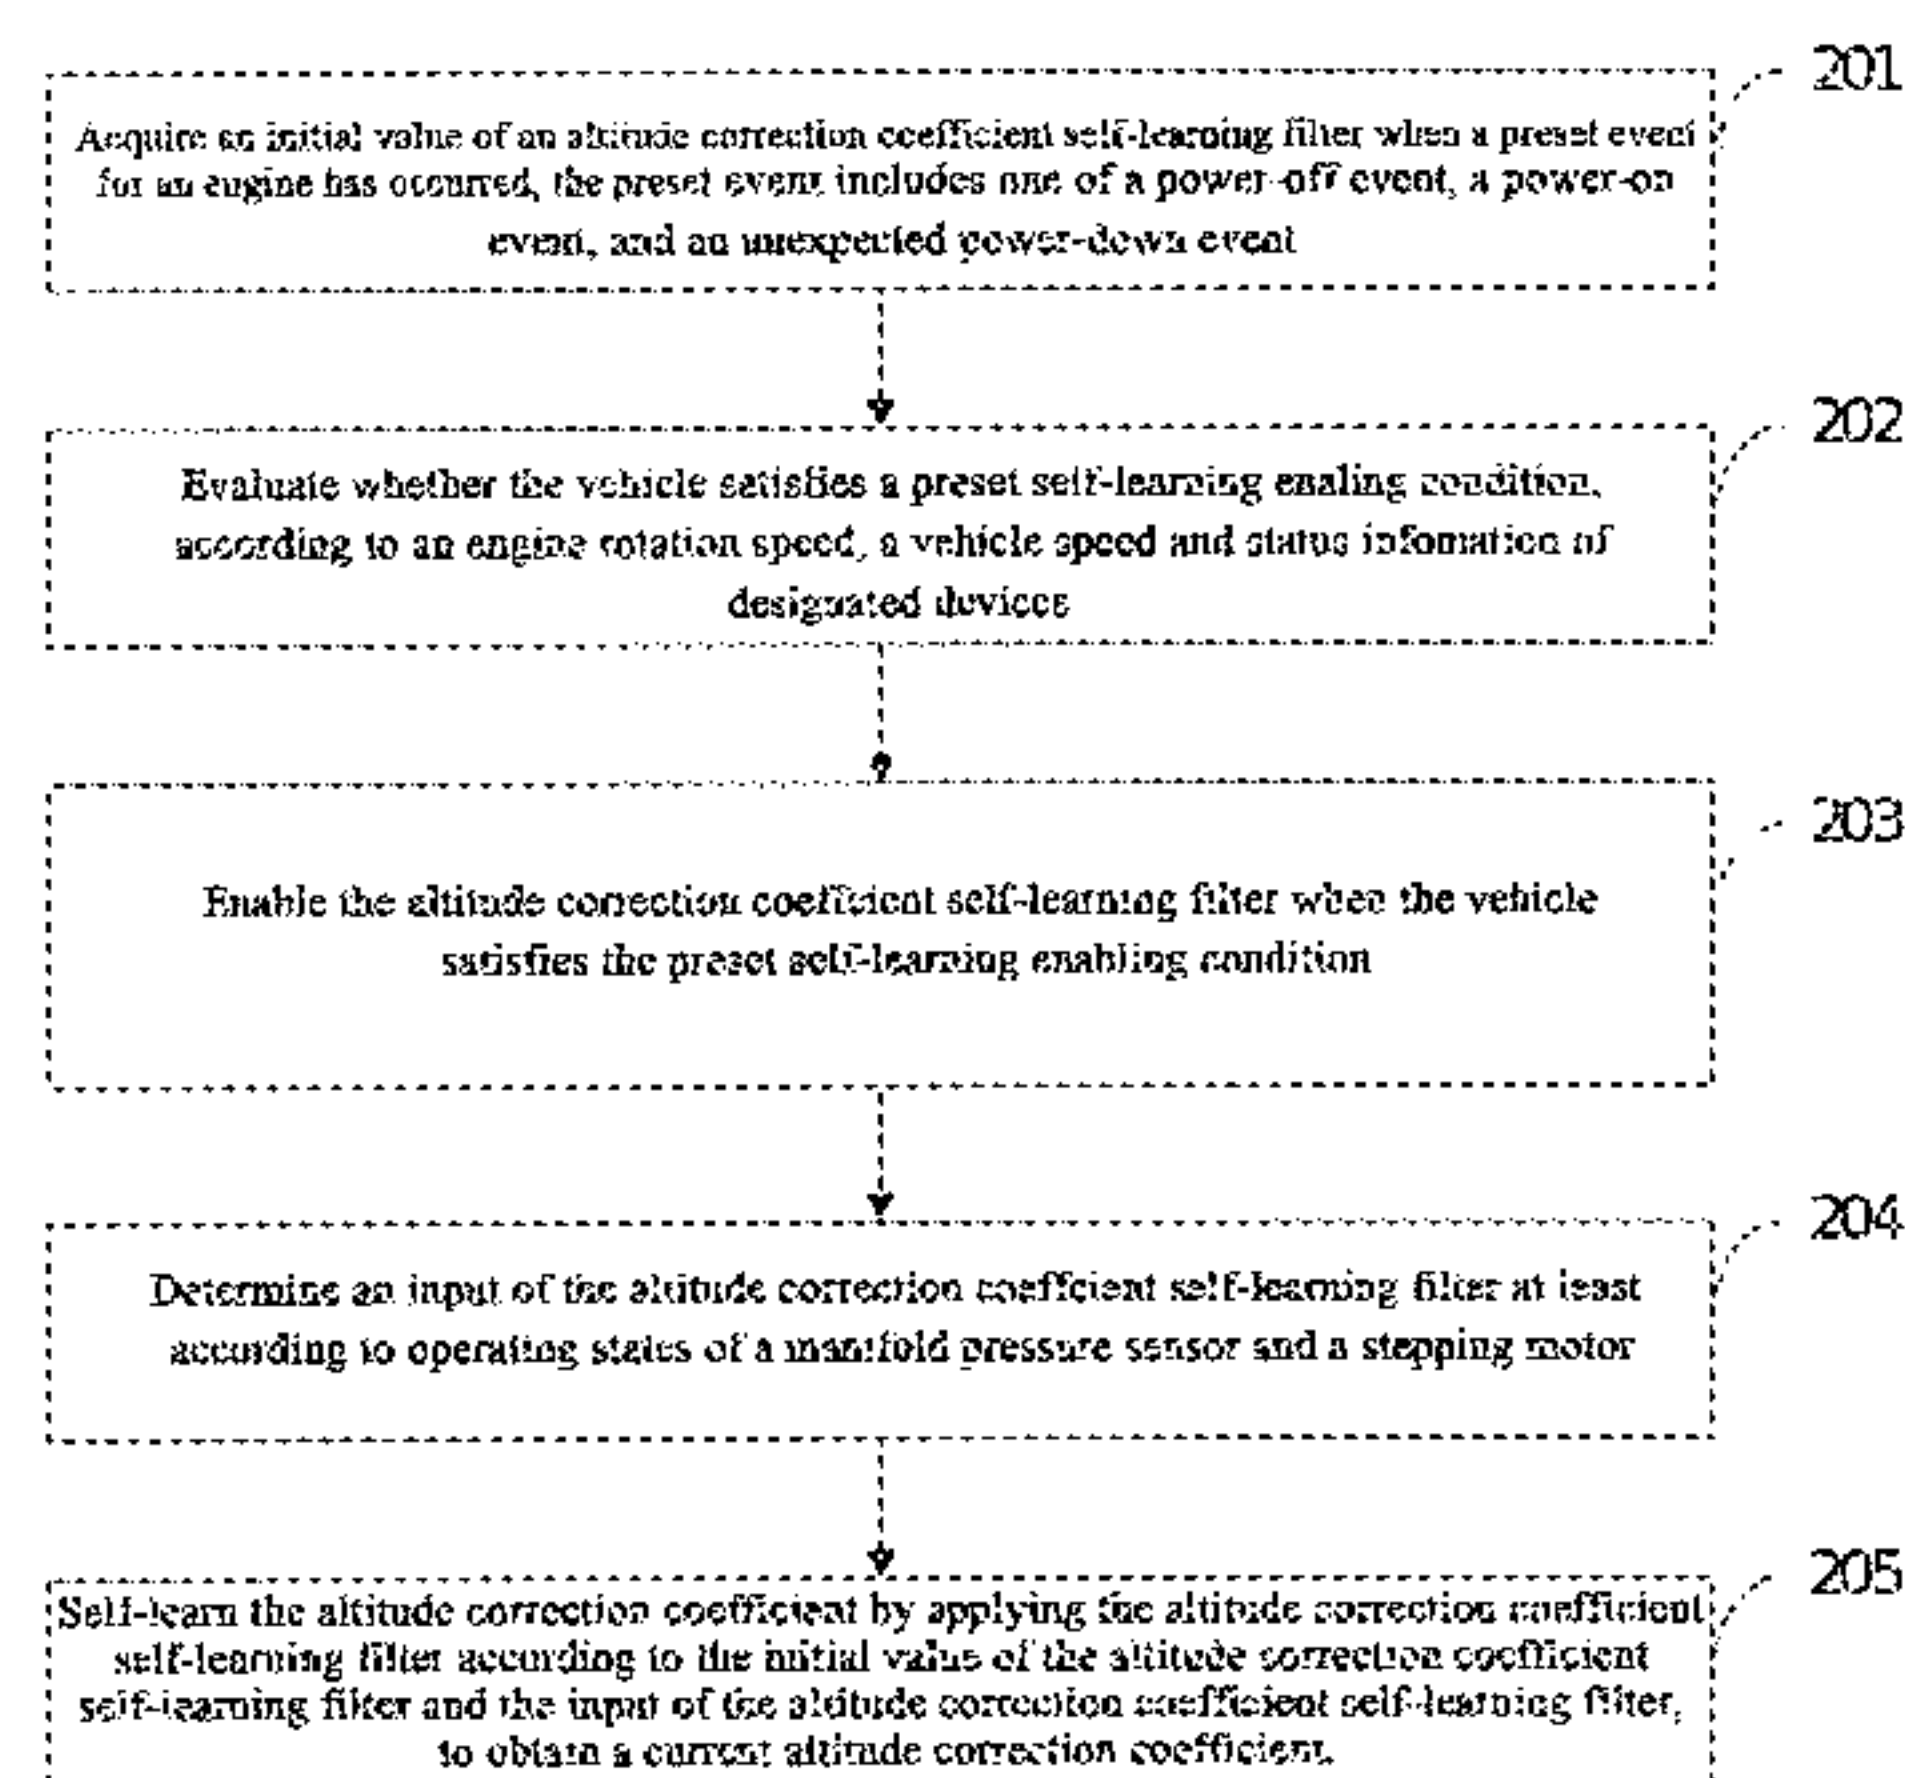 201
Acquire an initial value of an altitude correction coefficient self-learning filter when a preset event
for an engine has occurred, the preset event includes one of a power-off event, a power-on
event, and an unexpected power-down event
202
Evaluate whether the vehicle satisfies a preset self-learning enaling condition,
according to an engine rotation speed, a vehicle speed and status infomation of
designated devices
203
Enable the altitude correction coefficient self-learning filter when the vehicle
satisfies the preset self-learning enabling condition
204
Determine an input of the altitude correction coeffcient self-learning filter at least
according to operating states of a manifold pressure sensor and a stepping motor
205
Self-learn the altitude correction coefficient by applying the altitude correction coefficient
self-learning filter according to the initial value of the altitude correction coefficient
self-learning filter and the input of the altitude correction coefficient self-learning filter,
to obtain a current altitude correction coefficient.